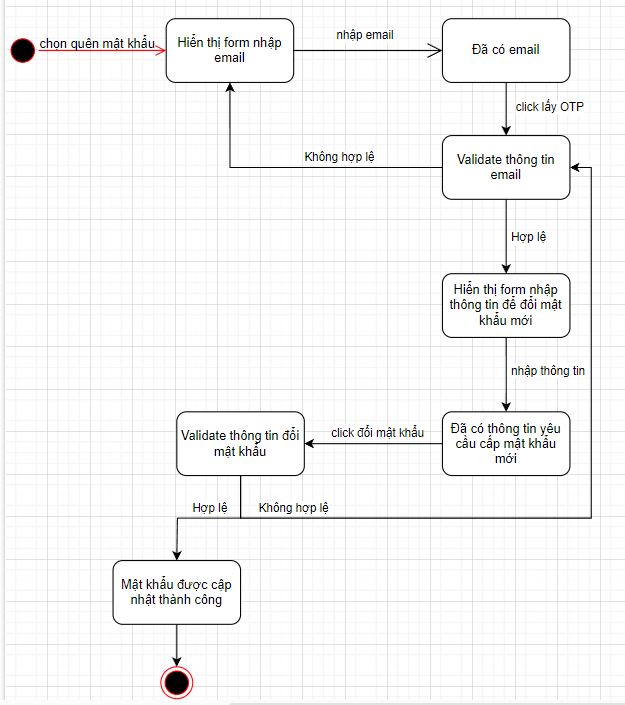 chọn quên mật khẩu
Hiển thị form nhập
email
nhập email
Đã có email
click lấy OTP
Không hợp lệ
Validate thông tin
email
Hợp lệ
Hiển thị form nhập
thông tin để đổi mật
khẩu mới
nhập thông tin
Validate thông tin đổi
mật khẩu
click đổi mật khẩu
Đã có thông tin yêu
cầu cấp mật khẩu
mới
Hợp lệ
Không hợp lệ
Mật khẩu được cập
nhật thành công